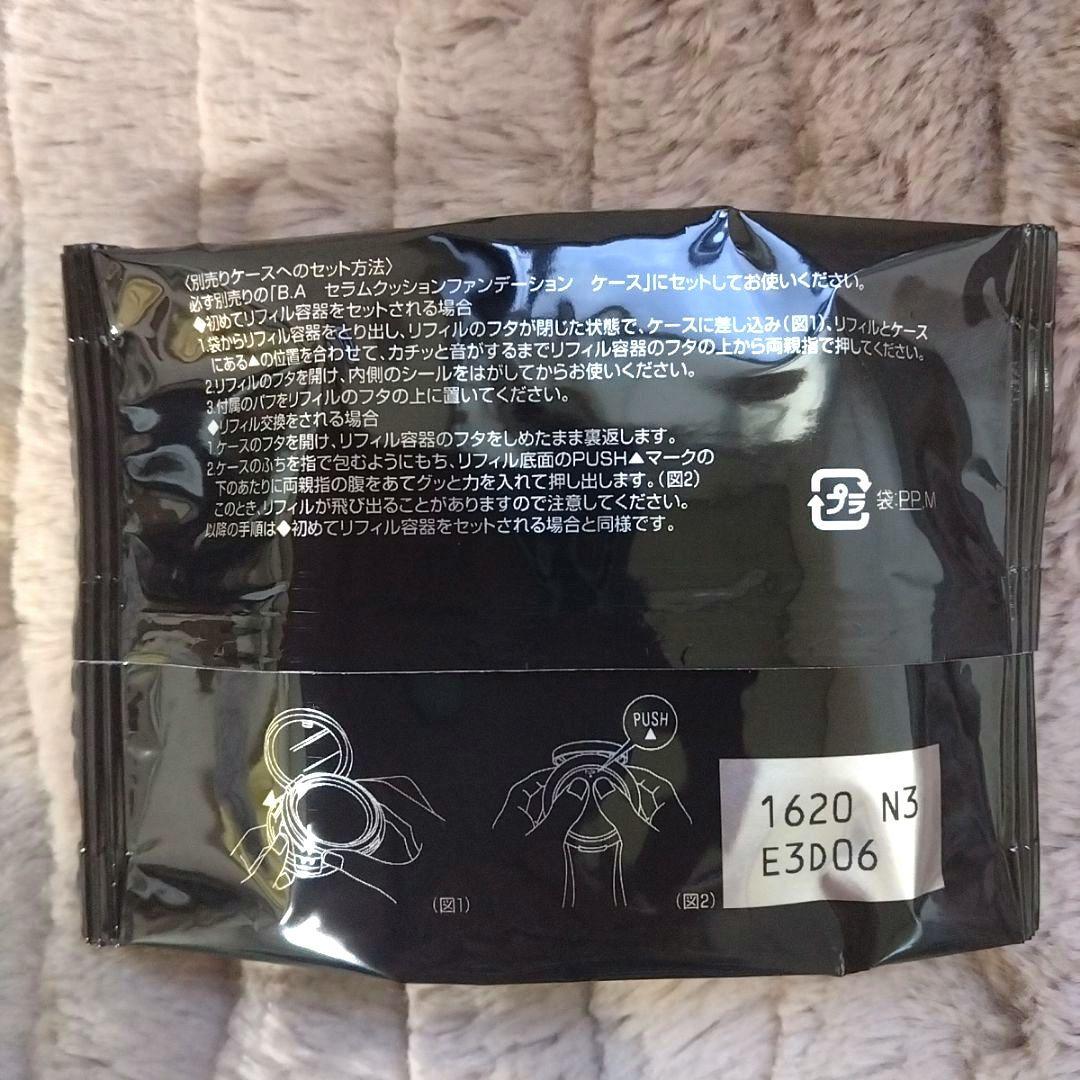 〈別売りケースへのセット方法〉
必ず別売りの「B.A セラムクッションファンデーション ケース」にセットしてお使いください。
◆初めてリフィル容器をセットされる場合
1.袋からリフィル容器をとり出し、リフィルのフタが閉じた状態で、ケースに差し込み(図1)、リフィルとケース
にある▲の位置を合わせて、カチッと音がするまでリフィル容器のフタの上から両親指で押してください。
2.リフィルのフタを開け、内側のシールをはがしてからお使いください。
3.付属のパフをリフィルのフタの上に置いてください。
◆リフィル交換をされる場合
1.ケースのフタを開け、リフィル容器のフタをしめたまま裏返します。
2.ケースのふちを指で包むようにもち、リフィル底面のPUSH▲マークの
下のあたりに両親指の腹をあてグッと力を入れて押し出します。(図2)
このとき、リフィルが飛び出ることがありますので注意してください。
以降の手順は◆初めてリフィル容器をセットされる場合と同様です。
プラ 袋:PP,M
PUSH
▲
(図1)
(図2)
1620 N3
E3D06